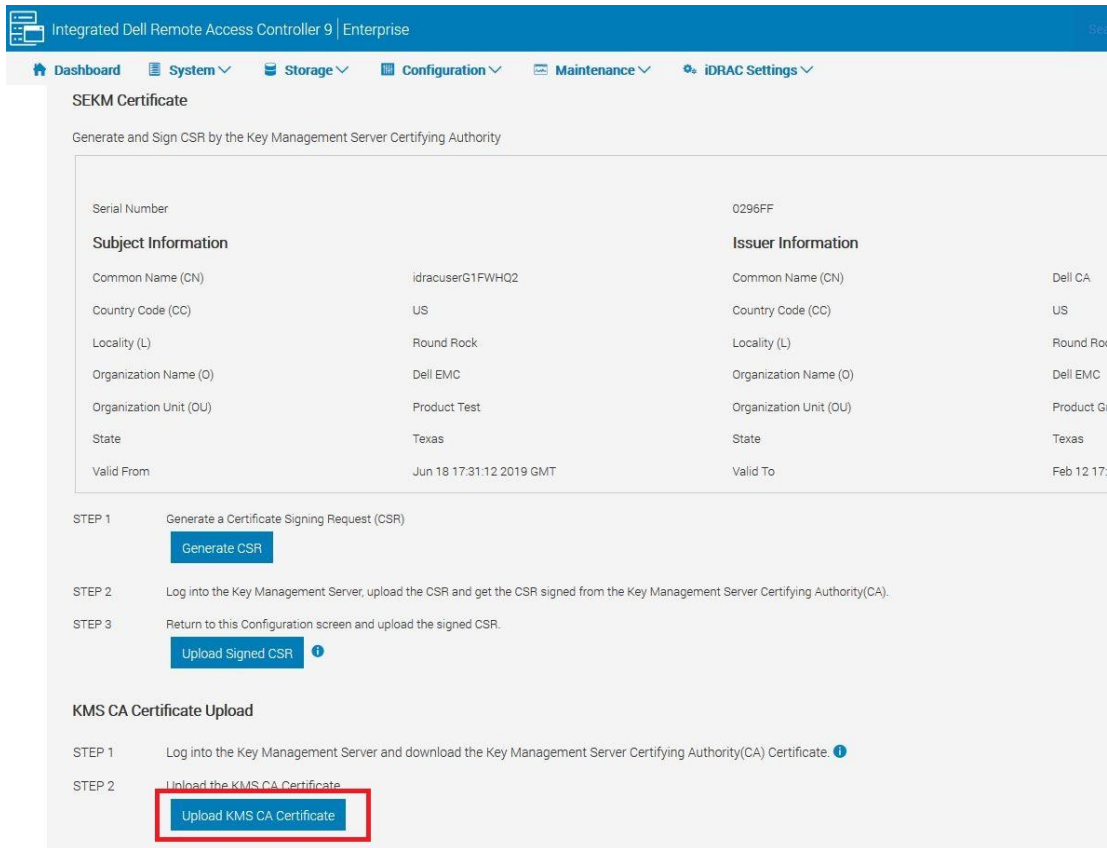 Integrated Dell Remote Access Controller 9 | Enterprise
Dashboard System Storage Configuration Maintenance iDRAC Settings
SEKM Certificate
Generate and Sign CSR by the Key Management Server Certifying Authority
Serial Number 0296FF
Subject Information Issuer Information
Common Name (CN) idracuserG1FWHQ2 Common Name (CN) Dell CA
Country Code (CC) US Country Code (CC) US
Locality (L) Round Rock Locality (L) Round
Organization Name (O) Dell EMC Organization Name (O) Dell EMC
Organization Unit (OU) Product Test Organization Unit (OU) Product
State Texas State Texas
Valid From Jun 18 17:31:12 2019 GMT Valid To Feb 12 17:
STEP 1 Generate a Certificate Signing Request (CSR)
Generate CSR
STEP 2 Log into the Key Management Server, upload the CSR and get the CSR signed from the Key Management Server Certifying Authority(CA).
STEP 3 Return to this Configuration screen and upload the signed CSR.
Upload Signed CSR
KMS CA Certificate Upload
STEP 1 Log into the Key Management Server and download the Key Management Server Certifying Authority(CA) Certificate.
STEP 2 Upload the KMS CA Certificate
Upload KMS CA Certificate